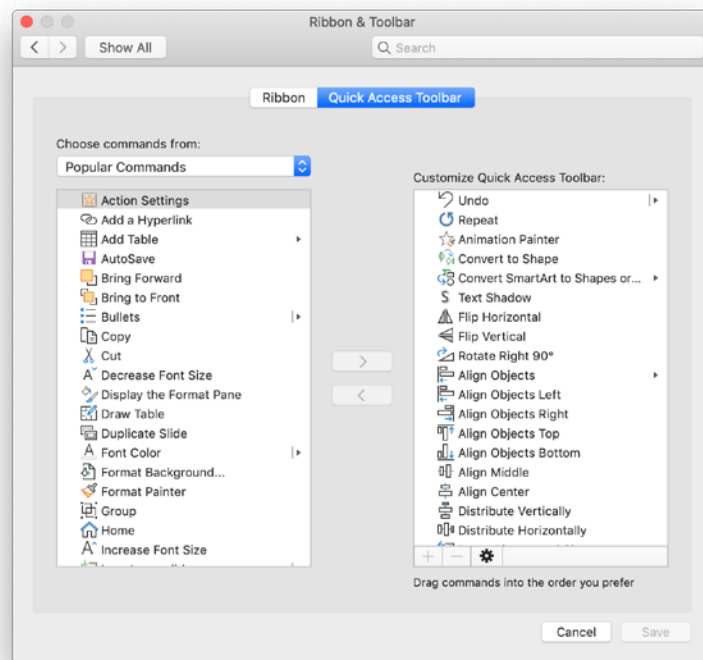 Ribbon & Toolbar
Show All
Search
Ribbon
Quick Access Toolbar
Choose commands from:
Popular Commands
Action Settings
Add a Hyperlink
Add Table
AutoSave
Bring Forward
Bring to Front
Bullets
Copy
Cut
Decrease Font Size
Display the Format Pane
Draw Table
Duplicate Slide
Font Color
Format Background...
Format Painter
Group
Home
Increase Font Size
Customize Quick Access Toolbar:
Undo
Repeat
Animation Painter
Convert to Shape
Convert SmartArt to Shapes or...
Text Shadow
Flip Horizontal
Flip Vertical
Rotate Right 90°
Align Objects
Align Objects Left
Align Objects Right
Align Objects Top
Align Objects Bottom
Align Middle
Align Center
Distribute Vertically
Distribute Horizontally
Drag commands into the order you prefer
Cancel
Save